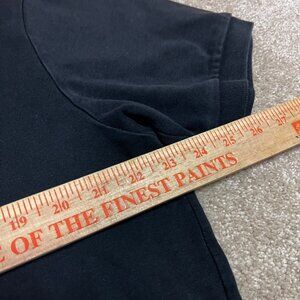 19 20 21 22 23 24 25 26 27
E OF THE FINEST PAINTS